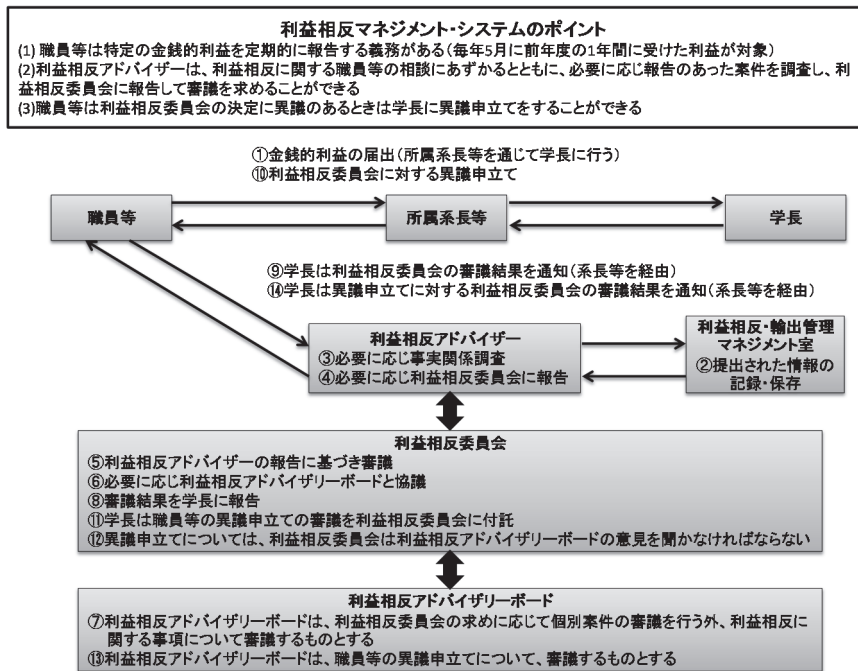 利益相反マネジメント・システムのポイント
(1) 職員等は特定の金銭的利益を定期的に報告する義務がある(毎年5月に前年度の1年間に受けた利益が対象)
(2)利益相反アドバイザーは、利益相反に関する職員等の相談にあずかるとともに、必要に応じ報告のあった案件を調査し、利
益相反委員会に報告して審議を求めることができる
(3)職員等は利益相反委員会の決定に異議のあるときは学長に異議申立てをすることができる
①金銭的利益の届出(所属系長等を通じて学長に行う)
⑩利益相反委員会に対する異議申立て
職員等
所属系長等
学長
⑨学長は利益相反委員会の審議結果を通知(系長等を経由)
⑭学長は異議申立てに対する利益相反委員会の審議結果を通知(系長等を経由)
利益相反アドバイザー
③必要に応じ事実関係調査
④必要に応じ利益相反委員会に報告
利益相反・輸出管理
マネジメント室
②提出された情報の
記録・保存
利益相反委員会
⑤利益相反アドバイザーの報告に基づき審議
⑥必要に応じ利益相反アドバイザリーボードと協議
⑧審議結果を学長に報告
⑪学長は職員等の異議申立ての審議を利益相反委員会に付託
⑫異議申立てについては、利益相反委員会は利益相反アドバイザリーボードの意見を聞かなければならない
利益相反アドバイザリーボード
⑦利益相反アドバイザリーボードは、利益相反委員会の求めに応じて個別案件の審議を行う外、利益相反に
関する事項について審議するものとする
⑬利益相反アドバイザリーボードは、職員等の異議申立てについて、審議するものとする